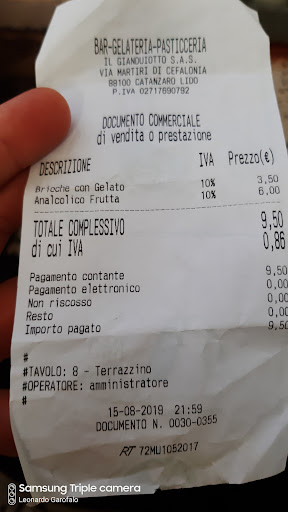 BAR-GELATERIA-PASTICCERIA
IL GIANDUIOTTO S.A.S.
VIA MARTIRI DI CEFALONIA
88100 CATANZARO LIDO
P.IVA 02717690792
DOCUMENTO COMMERCIALE
di vendita o prestazione
DESCRIZIONE IVA Prezzo(€)
Brioche con Gelato 10% 3,50
Analcolico Frutta 10% 6,00
TOTALE COMPLESSIVO 9,50
di cui IVA 0,86
Pagamento contante 9,50
Pagamento elettronico 0,00
Non riscosso 0,00
Resto 0,00
Importo pagato 9,50
#
#TAVOLO: 8 - Terrazzino
#OPERATORE: amministratore
#
15-08-2019 21:59
DOCUMENTO N. 0030-0355
RT 72MU1052017
Samsung Triple camera
Leonardo Garofalo